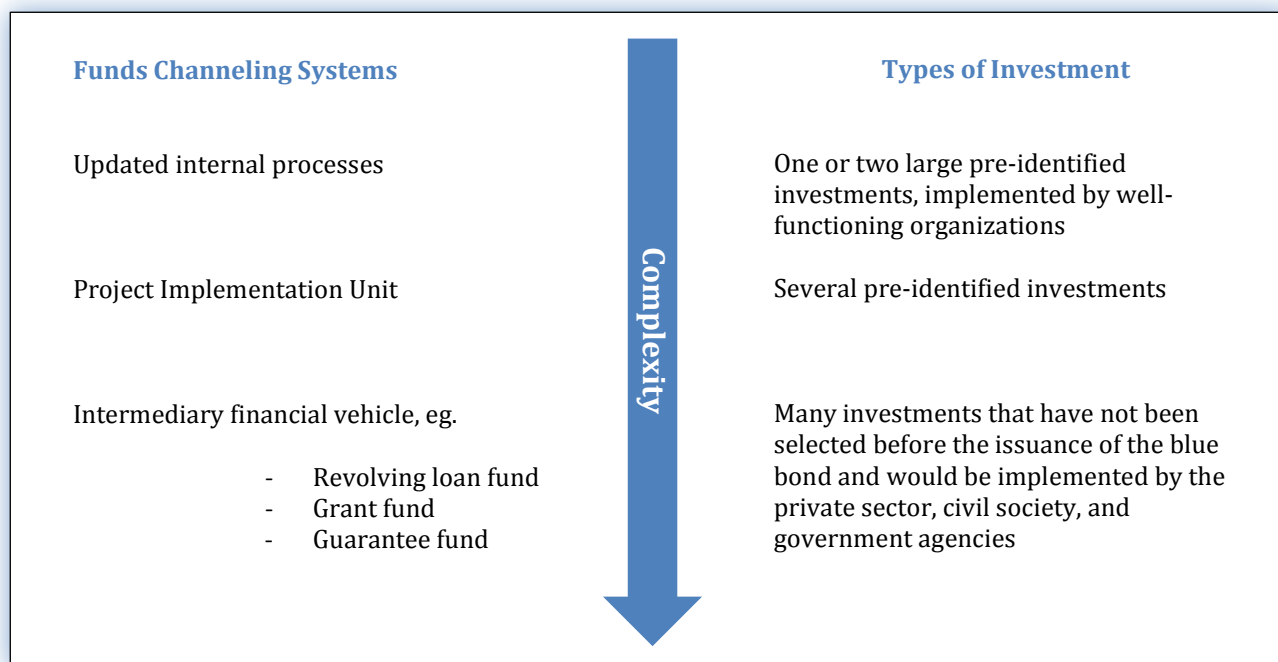 Funds Channeling Systems
Types of Investment
Updated internal processes
One or two large pre-identified
investments, implemented by well-
functioning organizations
Complexity
Project Implementation Unit
Several pre-identified investments
Intermediary financial vehicle, eg.
- Revolving loan fund
- Grant fund
- Guarantee fund
Many investments that have not been
selected before the issuance of the blue
bond and would be implemented by the
private sector, civil society, and
government agencies